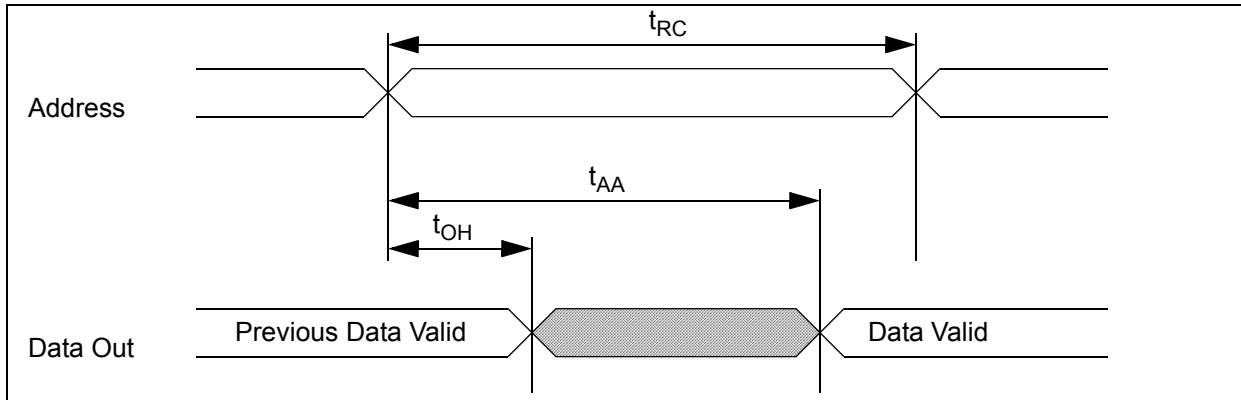 tRC
Address
tAA
tOH
Previous Data Valid
Data Valid
Data Out